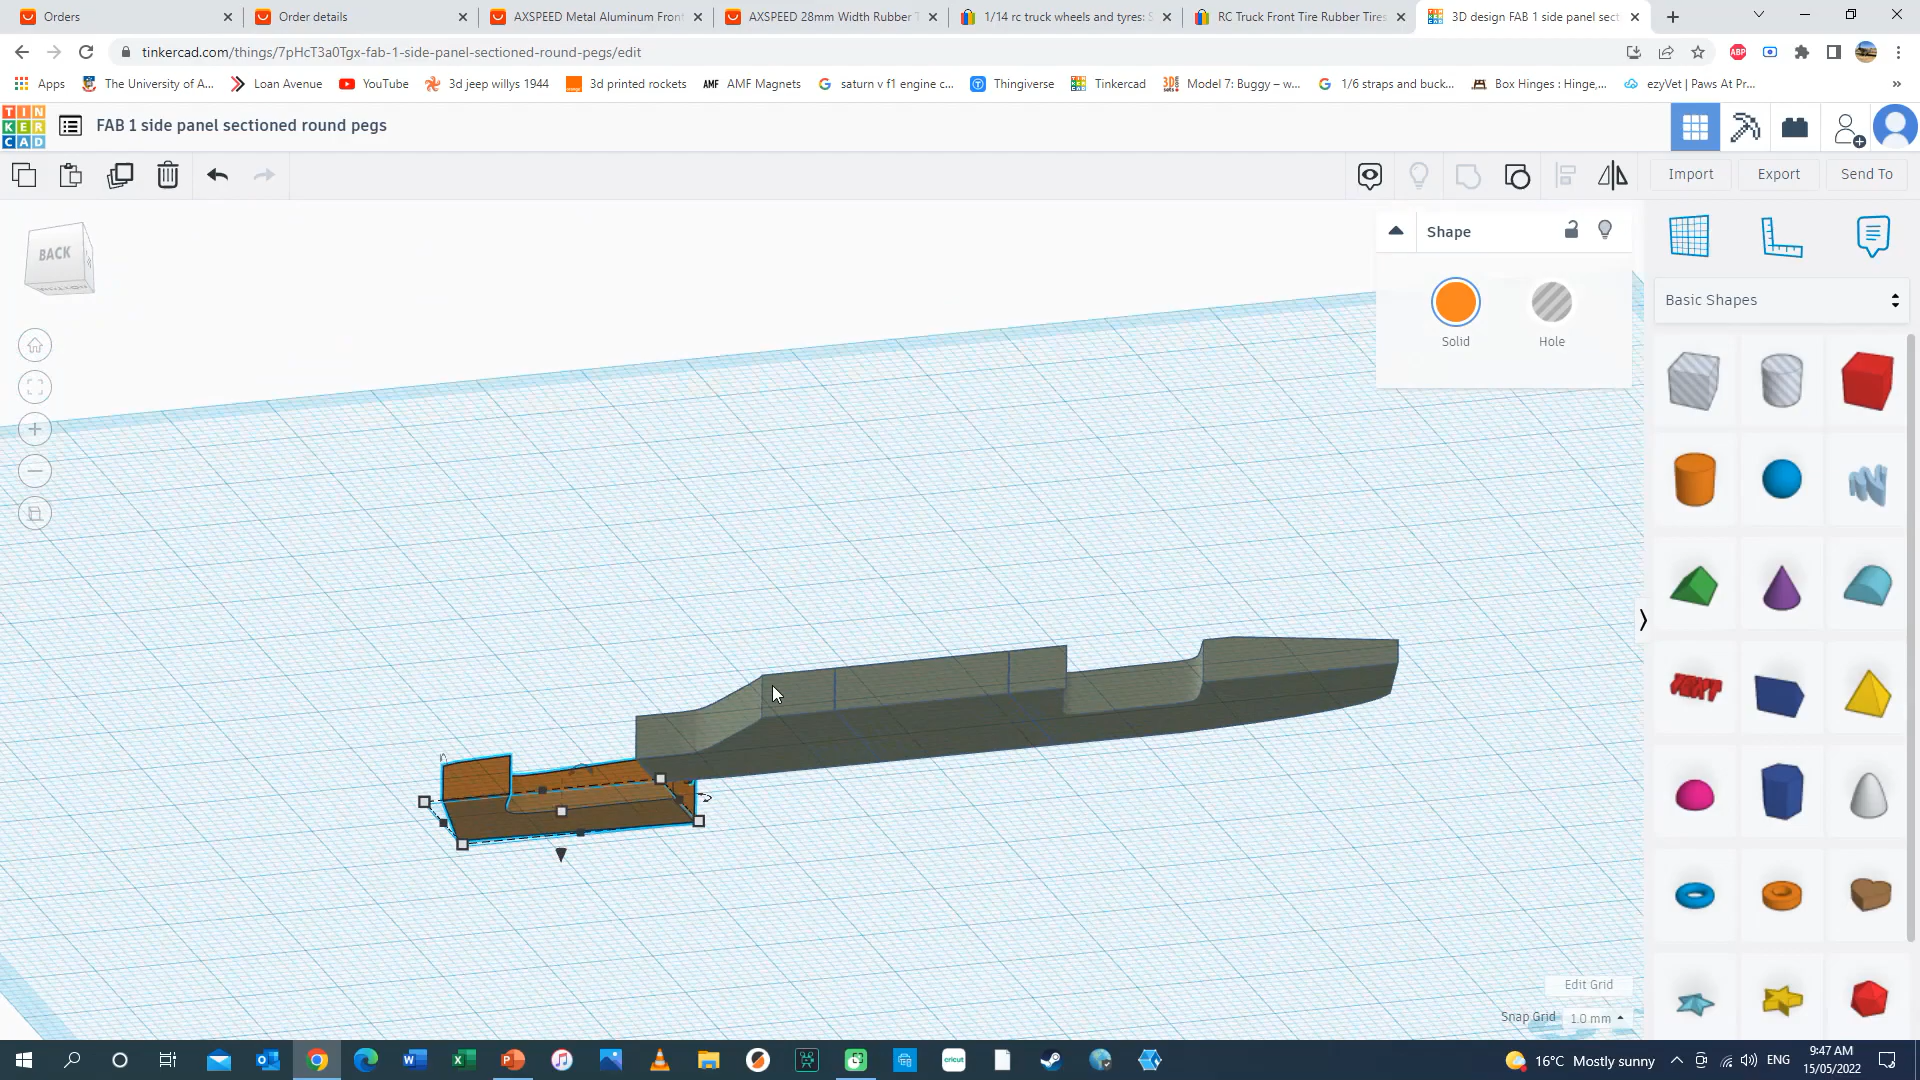 Orders
Order details
AXSPEED Metal Aluminum Front
AXSPEED 28mm Width Rubber T
1/14 rc truck wheels and tyres: S
RC Truck Front Tire Rubber Tires
3D design FAB 1 side panel sect
tinkercad.com/things/7pHcT3a0Tgx-fab-1-side-panel-sectioned-round-pegs/edit
ABP
Apps
The University of A...
Loan Avenue
YouTube
3d jeep willys 1944
3d printed rockets
AMF AMF Magnets
saturn v f1 engine c...
Thingiverse
Tinkercad
Model 7: Buggy – w...
1/6 straps and buck...
Box Hinges : Hinge,...
ezyVet | Paws At Pr...
TIN
KER
CAD
FAB 1 side panel sectioned round pegs
Import
Export
Send To
BACK
Shape
Solid
Hole
Basic Shapes
TEXT
Edit Grid
Snap Grid 1.0 mm
cricut
16°C Mostly sunny
ENG
9:47 AM
15/05/2022